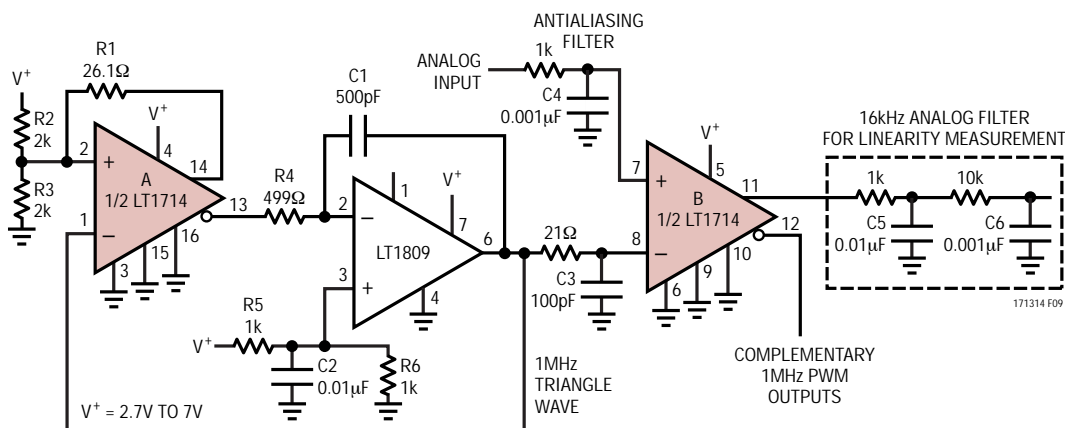 ANTIALIASING
FILTER
R1
26.1Ω
V+
R2
2k
R3
2k
2
+
1
−
A
1/2 LT1714
V+
4
14
13
3
15
16
R4
499Ω
C1
500pF
2
−
3
+
1
V+
7
6
LT1809
4
R5
1k
V+
C2
0.01µF
R6
1k
V+ = 2.7V TO 7V
1MHz
TRIANGLE
WAVE
ANALOG
INPUT
1k
C4
0.001µF
21Ω
C3
100pF
7
+
8
−
V+
5
B
1/2 LT1714
11
12
6
9
10
COMPLEMENTARY
1MHz PWM
OUTPUTS
16kHz ANALOG FILTER
FOR LINEARITY MEASUREMENT
1k
10k
C5
0.01µF
C6
0.001µF
171314 F09